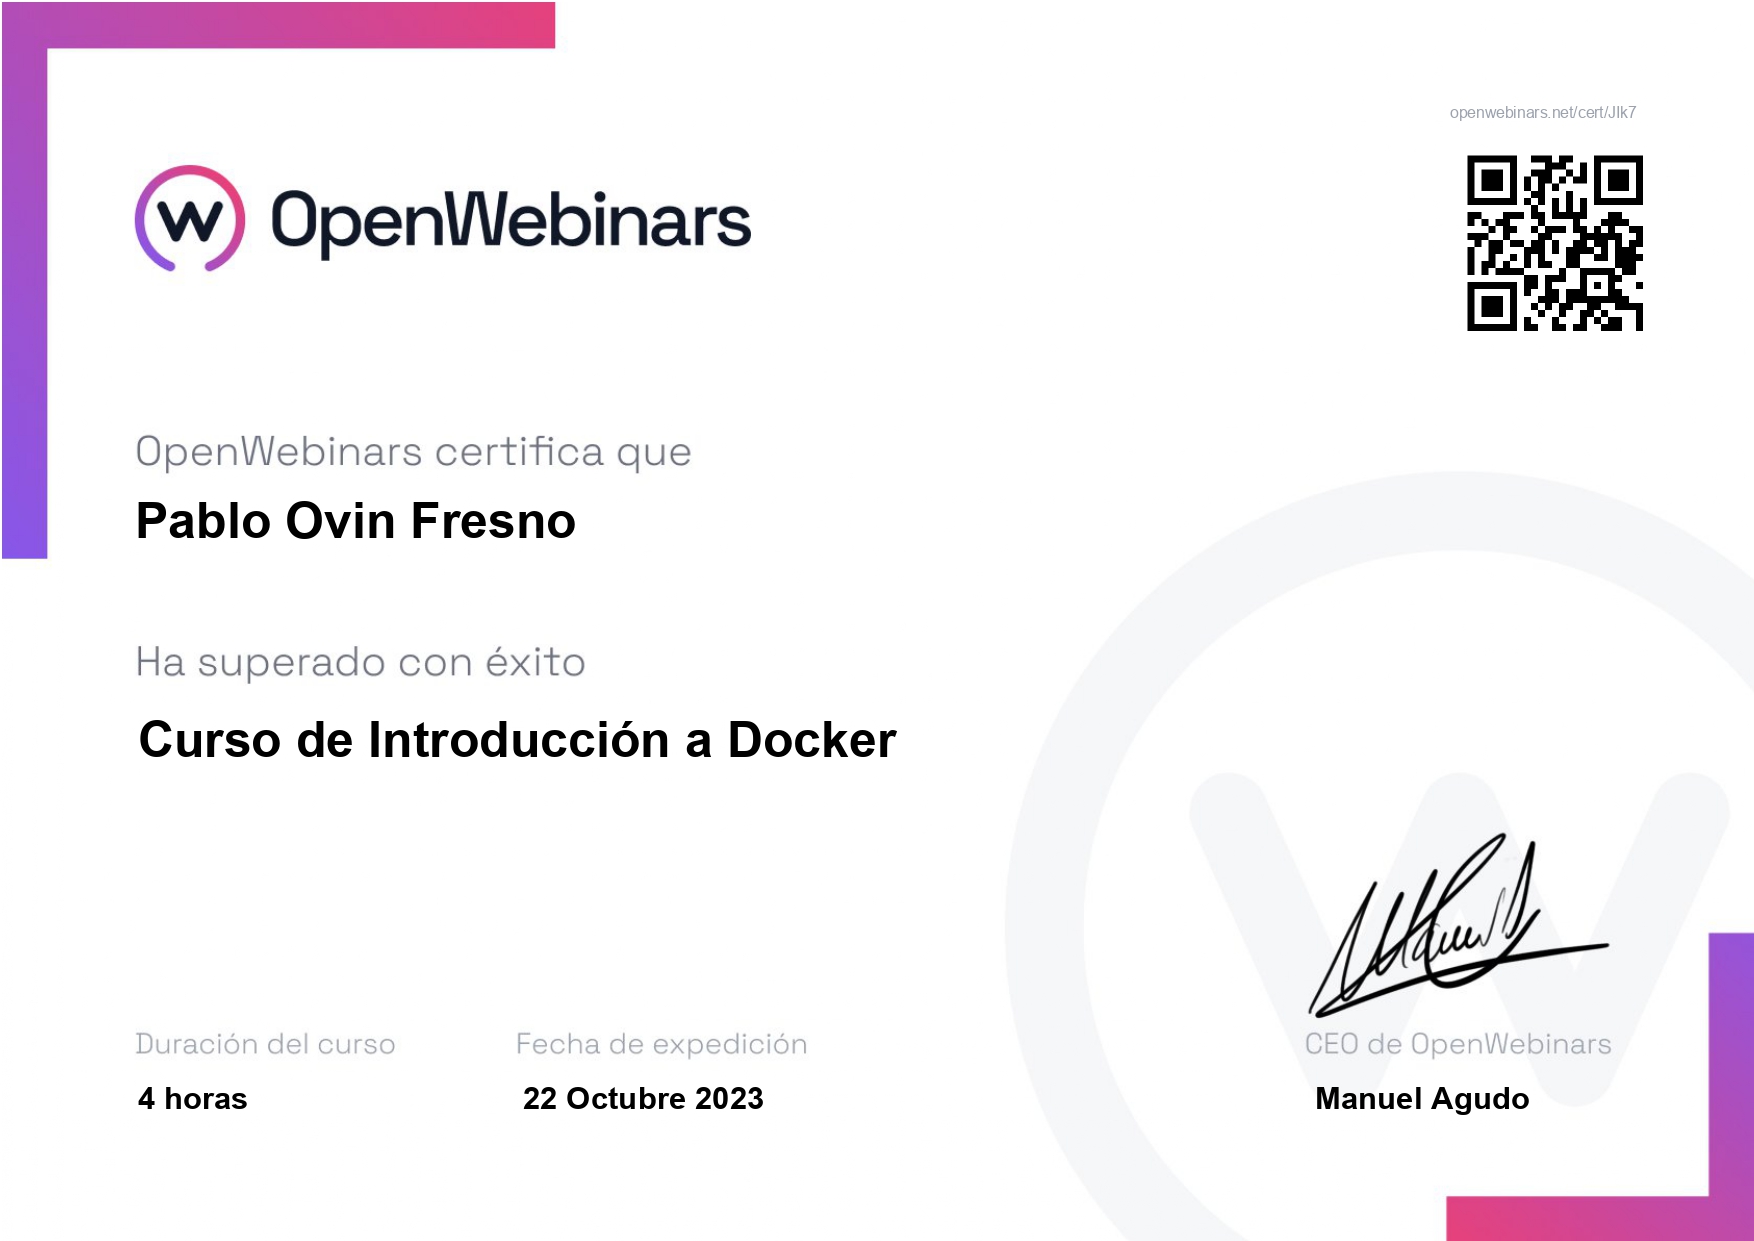 openwebinars.net/cert/JIk7
OpenWebinars
OpenWebinars certifica que
Pablo Ovin Fresno
Ha superado con éxito
Curso de Introducción a Docker
Duración del curso
4 horas
Fecha de expedición
22 Octubre 2023
CEO de OpenWebinars
Manuel Agudo